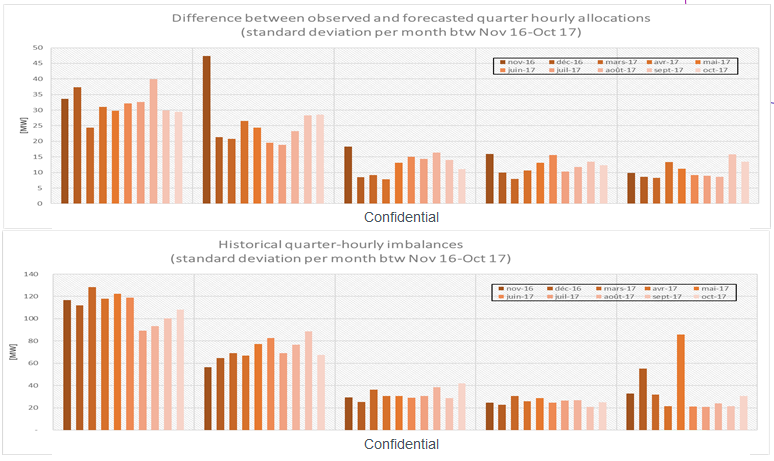 Difference between observed and forecasted quarter hourly allocations
(standard deviation per month btw Nov 16-Oct 17)
50
45
40
35
30
25
20
15
10
5
0
[MW]
nov-16 déc-16 mars-17 avr-17 mai-17
juin-17 juil-17 août-17 sept-17 oct-17
Confidential
Historical quarter-hourly imbalances
(standard deviation per month btw Nov 16-Oct 17)
140
120
100
80
60
40
20
-
[MW]
nov-16 déc-16 mars-17 avr-17 mai-17
juin-17 juil-17 août-17 sept-17 oct-17
Confidential